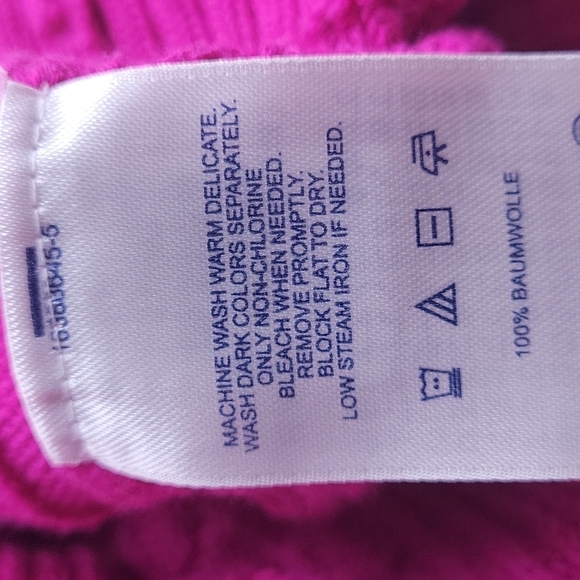 MACHINE WASH WARM DELICATE.
WASH DARK COLORS SEPARATELY.
ONLY NON-CHLORINE
BLEACH WHEN NEEDED.
REMOVE PROMPTLY.
BLOCK FLAT TO DRY.
LOW STEAM IRON IF NEEDED.
100% BAUMWOLLE